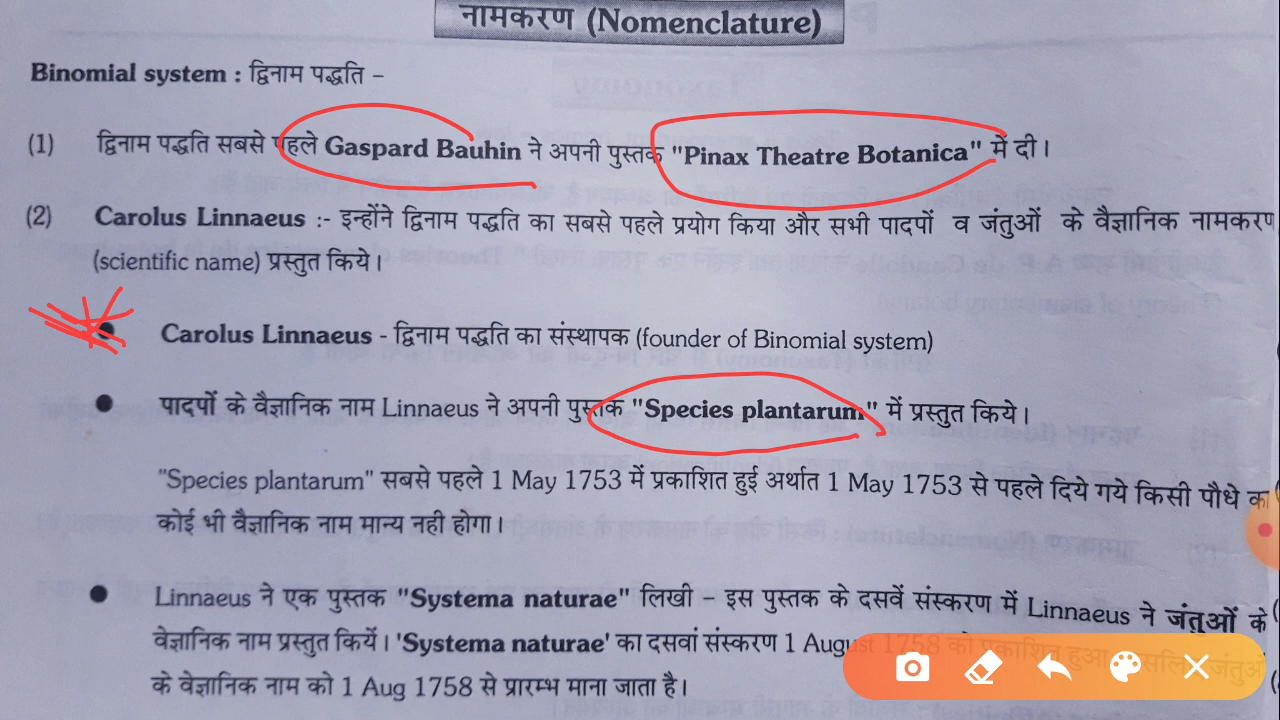 नामकरण (Nomenclature)
Binomial system : द्विनाम पद्धति –
(1) द्विनाम पद्धति सबसे पहले Gaspard Bauhin ने अपनी पुस्तक "Pinax Theatre Botanica" में दी।
(2) Carolus Linnaeus :- इन्होंने द्विनाम पद्धति का सबसे पहले प्रयोग किया और सभी पादपों व जंतुओं के वैज्ञानिक नामकरण
(scientific name) प्रस्तुत किये।
● Carolus Linnaeus - द्विनाम पद्धति का संस्थापक (founder of Binomial system)
● पादपों के वैज्ञानिक नाम Linnaeus ने अपनी पुस्तक "Species plantarum" में प्रस्तुत किये।
"Species plantarum" सबसे पहले 1 May 1753 में प्रकाशित हुई अर्थात 1 May 1753 से पहले दिये गये किसी पौधे का
कोई भी वैज्ञानिक नाम मान्य नही होगा।
● Linnaeus ने एक पुस्तक "Systema naturae" लिखी – इस पुस्तक के दसवें संस्करण में Linnaeus ने जंतुओं के
वेज्ञानिक नाम प्रस्तुत किर्ये। 'Systema naturae' का दसवां संस्करण 1 August 1758 को प्रकाशित हुआ जंतुओं
के वेज्ञानिक नाम को 1 Aug 1758 से प्रारम्भ माना जाता है।